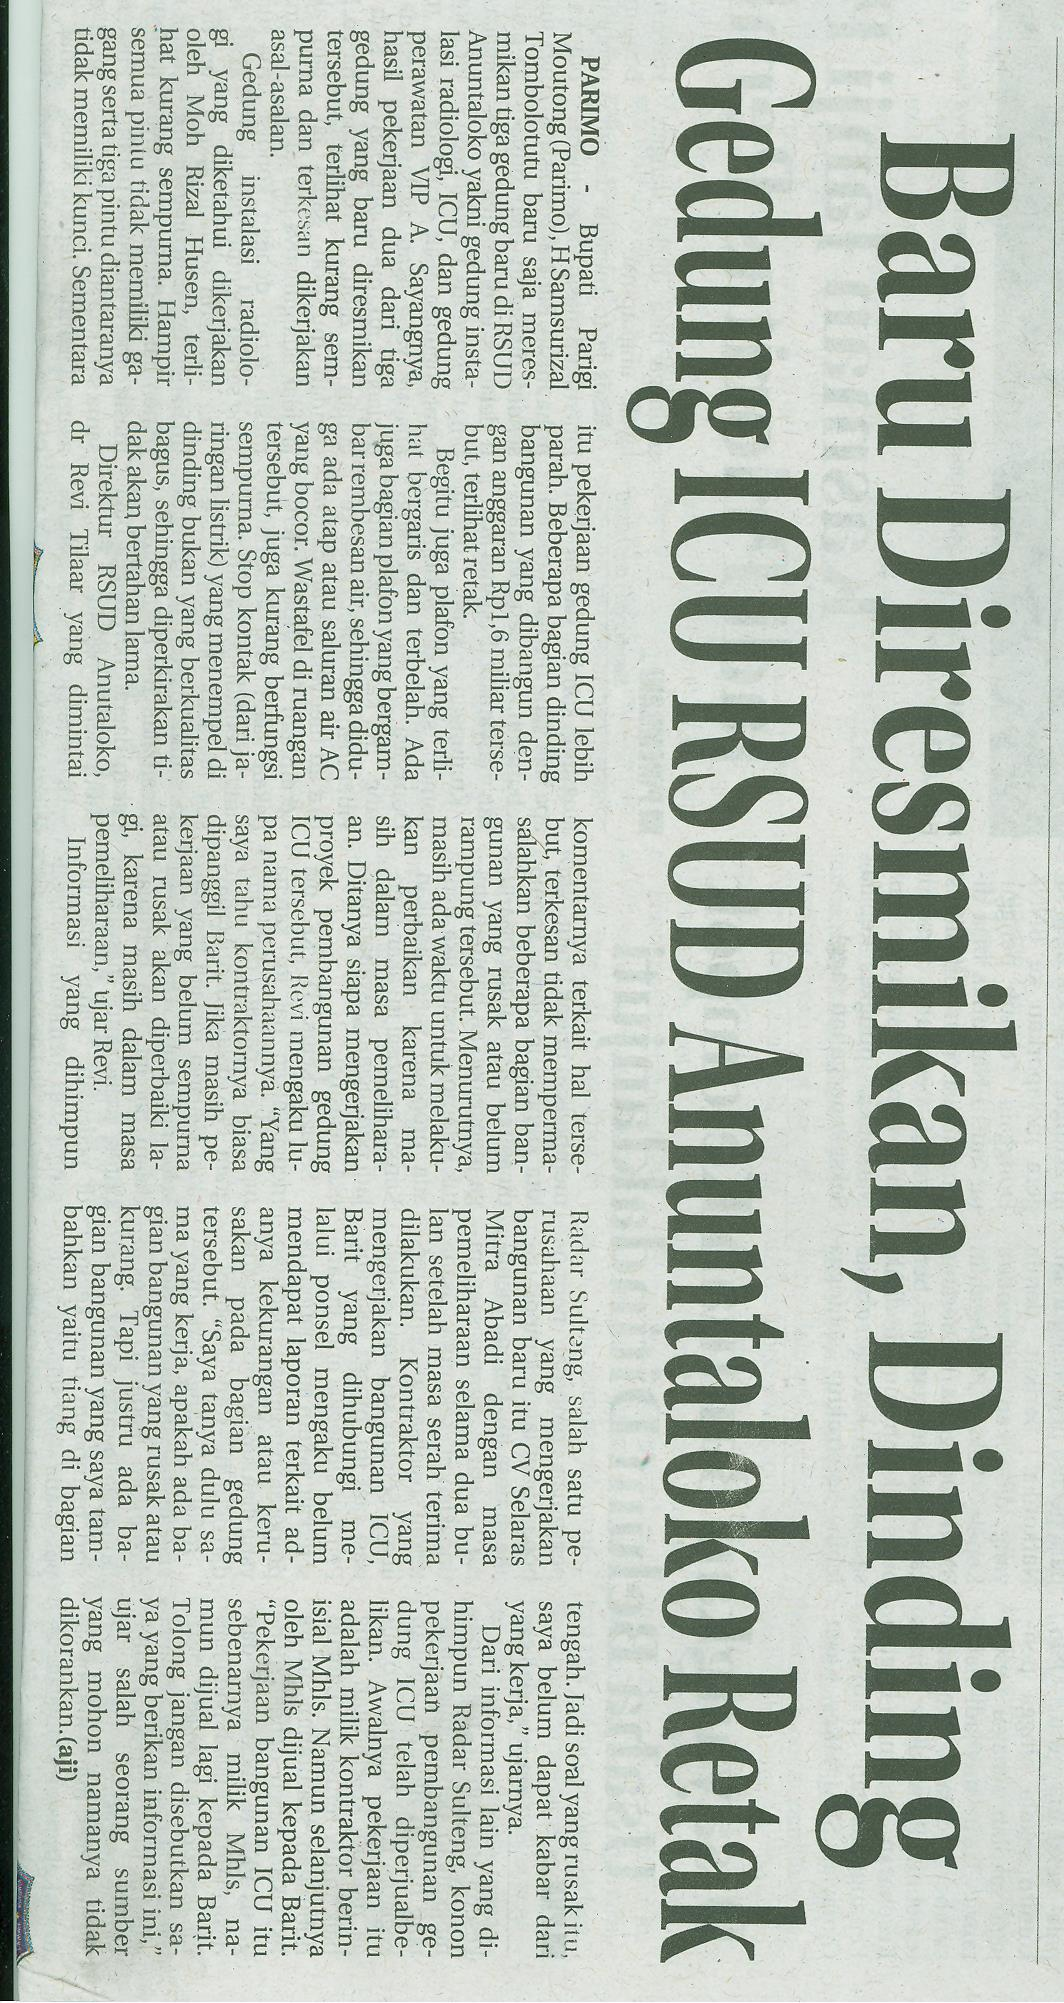 Baru Diresmikan, Dinding
Gedung ICU RSUD Anuntaloko Retak
PARIMO - Bupati Parigi
Moutong (Parimo), H Samsurizal
Tombolotutu baru saja meres-
mikan tiga gedung baru di RSUD
Anuntaloko yakni gedung insta-
lasi radiologi, ICU, dan gedung
perawatan VIP A. Sayangnya,
hasil pekerjaan dua dari tiga
gedung yang baru diresmikan
tersebut, terlihat kurang sem-
purna dan terkesan dikerjakan
asal-asalan.
Gedung instalasi radiolo-
gi yang diketahui dikerjakan
oleh Moh Rizal Husen, terli-
hat kurang sempurna. Hampir
semua pintu tidak memiliki ga-
gang serta tiga pintu diantaranya
tidak memiliki kunci. Sementara
itu pekerjaan gedung ICU lebih
parah. Beberapa bagian dinding
bangunan yang dibangun den-
gan anggaran Rp1,6 miliar terse-
but, terlihat retak.
Begitu juga plafon yang terli-
hat bergaris dan terbelah. Ada
juga bagian plafon yang bergam-
bar rembesan air, sehingga didu-
ga ada atap atau saluran air AC
yang bocor. Wastafel di ruangan
tersebut, juga kurang berfungsi
sempurna. Stop kontak (dari ja-
ringan listrik) yang menempel di
dinding bukan yang berkualitas
bagus, sehingga diperkirakan ti-
dak akan bertahan lama.
Direktur RSUD Anutaloko,
dr Revi Tilaar yang dimintai
komentarnya terkait hal terse-
but, terkesan tidak memperma-
salahkan beberapa bagian ban-
gunan yang rusak atau belum
rampung tersebut. Menurutnya,
masih ada waktu untuk melaku-
kan perbaikan karena ma-
sih dalam masa pemelihara-
an. Ditanya siapa mengerjakan
proyek pembangunan gedung
ICU tersebut, Revi mengaku lu-
pa nama perusahaannya. “Yang
saya tahu kontraktornya biasa
dipanggil Barit. Jika masih pe-
kerjaan yang belum sempurna
atau rusak akan diperbaiki la-
gi, karena masih dalam masa
pemeliharaan,” ujar Revi.
Informasi yang dihimpun
Radar Sulteng, salah satu pe-
rusahaan yang mengerjakan
bangunan baru itu CV Selaras
Mitra Abadi dengan masa
pemeliharaan selama dua bu-
lan setelah masa serah terima
dilakukan. Kontraktor yang
mengerjakan bangunan ICU,
Barit yang dihubungi me-
lalui ponsel mengaku belum
mendapat laporan terkait ad-
anya kekurangan atau keru-
sakan pada bagian gedung
tersebut. “Saya tanya dulu sa-
ma yang kerja, apakah ada ba-
gian bangunan yang rusak atau
kurang. Tapi justru ada ba-
gian bangunan yang saya tam-
bahkan yaitu tiang di bagian
tengah. Jadi soal yang rusak itu,
saya belum dapat kabar dari
yang kerja,” ujarnya.
Dari informasi lain yang di-
himpun Radar Sulteng, konon
pekerjaan pembangunan ge-
dung ICU telah diperjualbe-
likan. Awalnya pekerjaan itu
adalah milik kontraktor berin-
isial Mhls. Namun selanjutnya
oleh Mhls dijual kepada Barit.
“Pekerjaan bangunan ICU itu
sebenarnya milik Mhls, na-
mun dijual lagi kepada Barit.
Tolong jangan disebutkan sa-
ya yang berikan informasi ini,”
ujar salah seorang sumber
yang mohon namanya tidak
dikorankan.(aji)